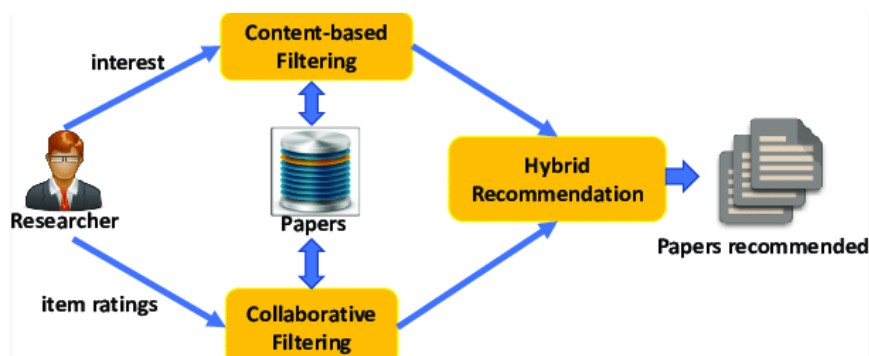 Content-based
Filtering
interest
Researcher
Papers
Hybrid
Recommendation
Papers recommended
item ratings
Collaborative
Filtering